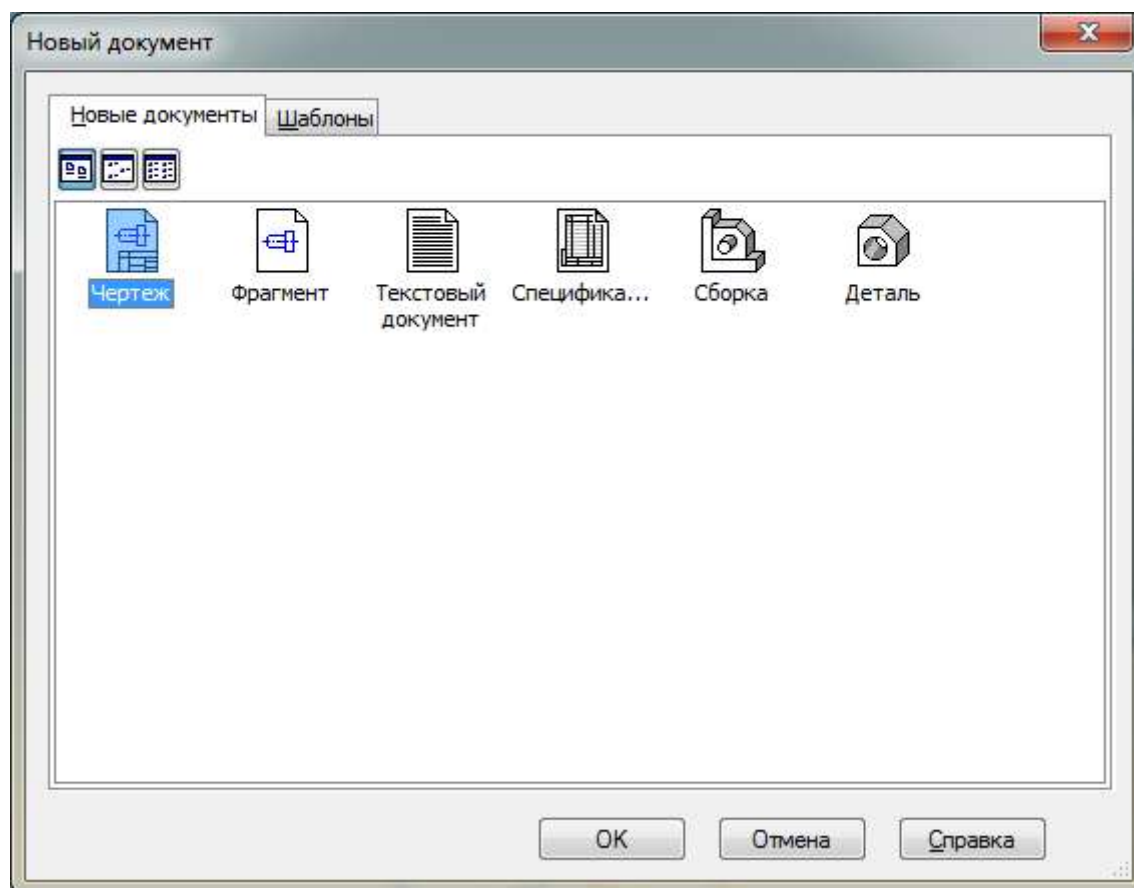 Новый документ
Новые документы Шаблоны
Чертеж Фрагмент Текстовый документ Специфика... Сборка Деталь
OK Отмена Справка